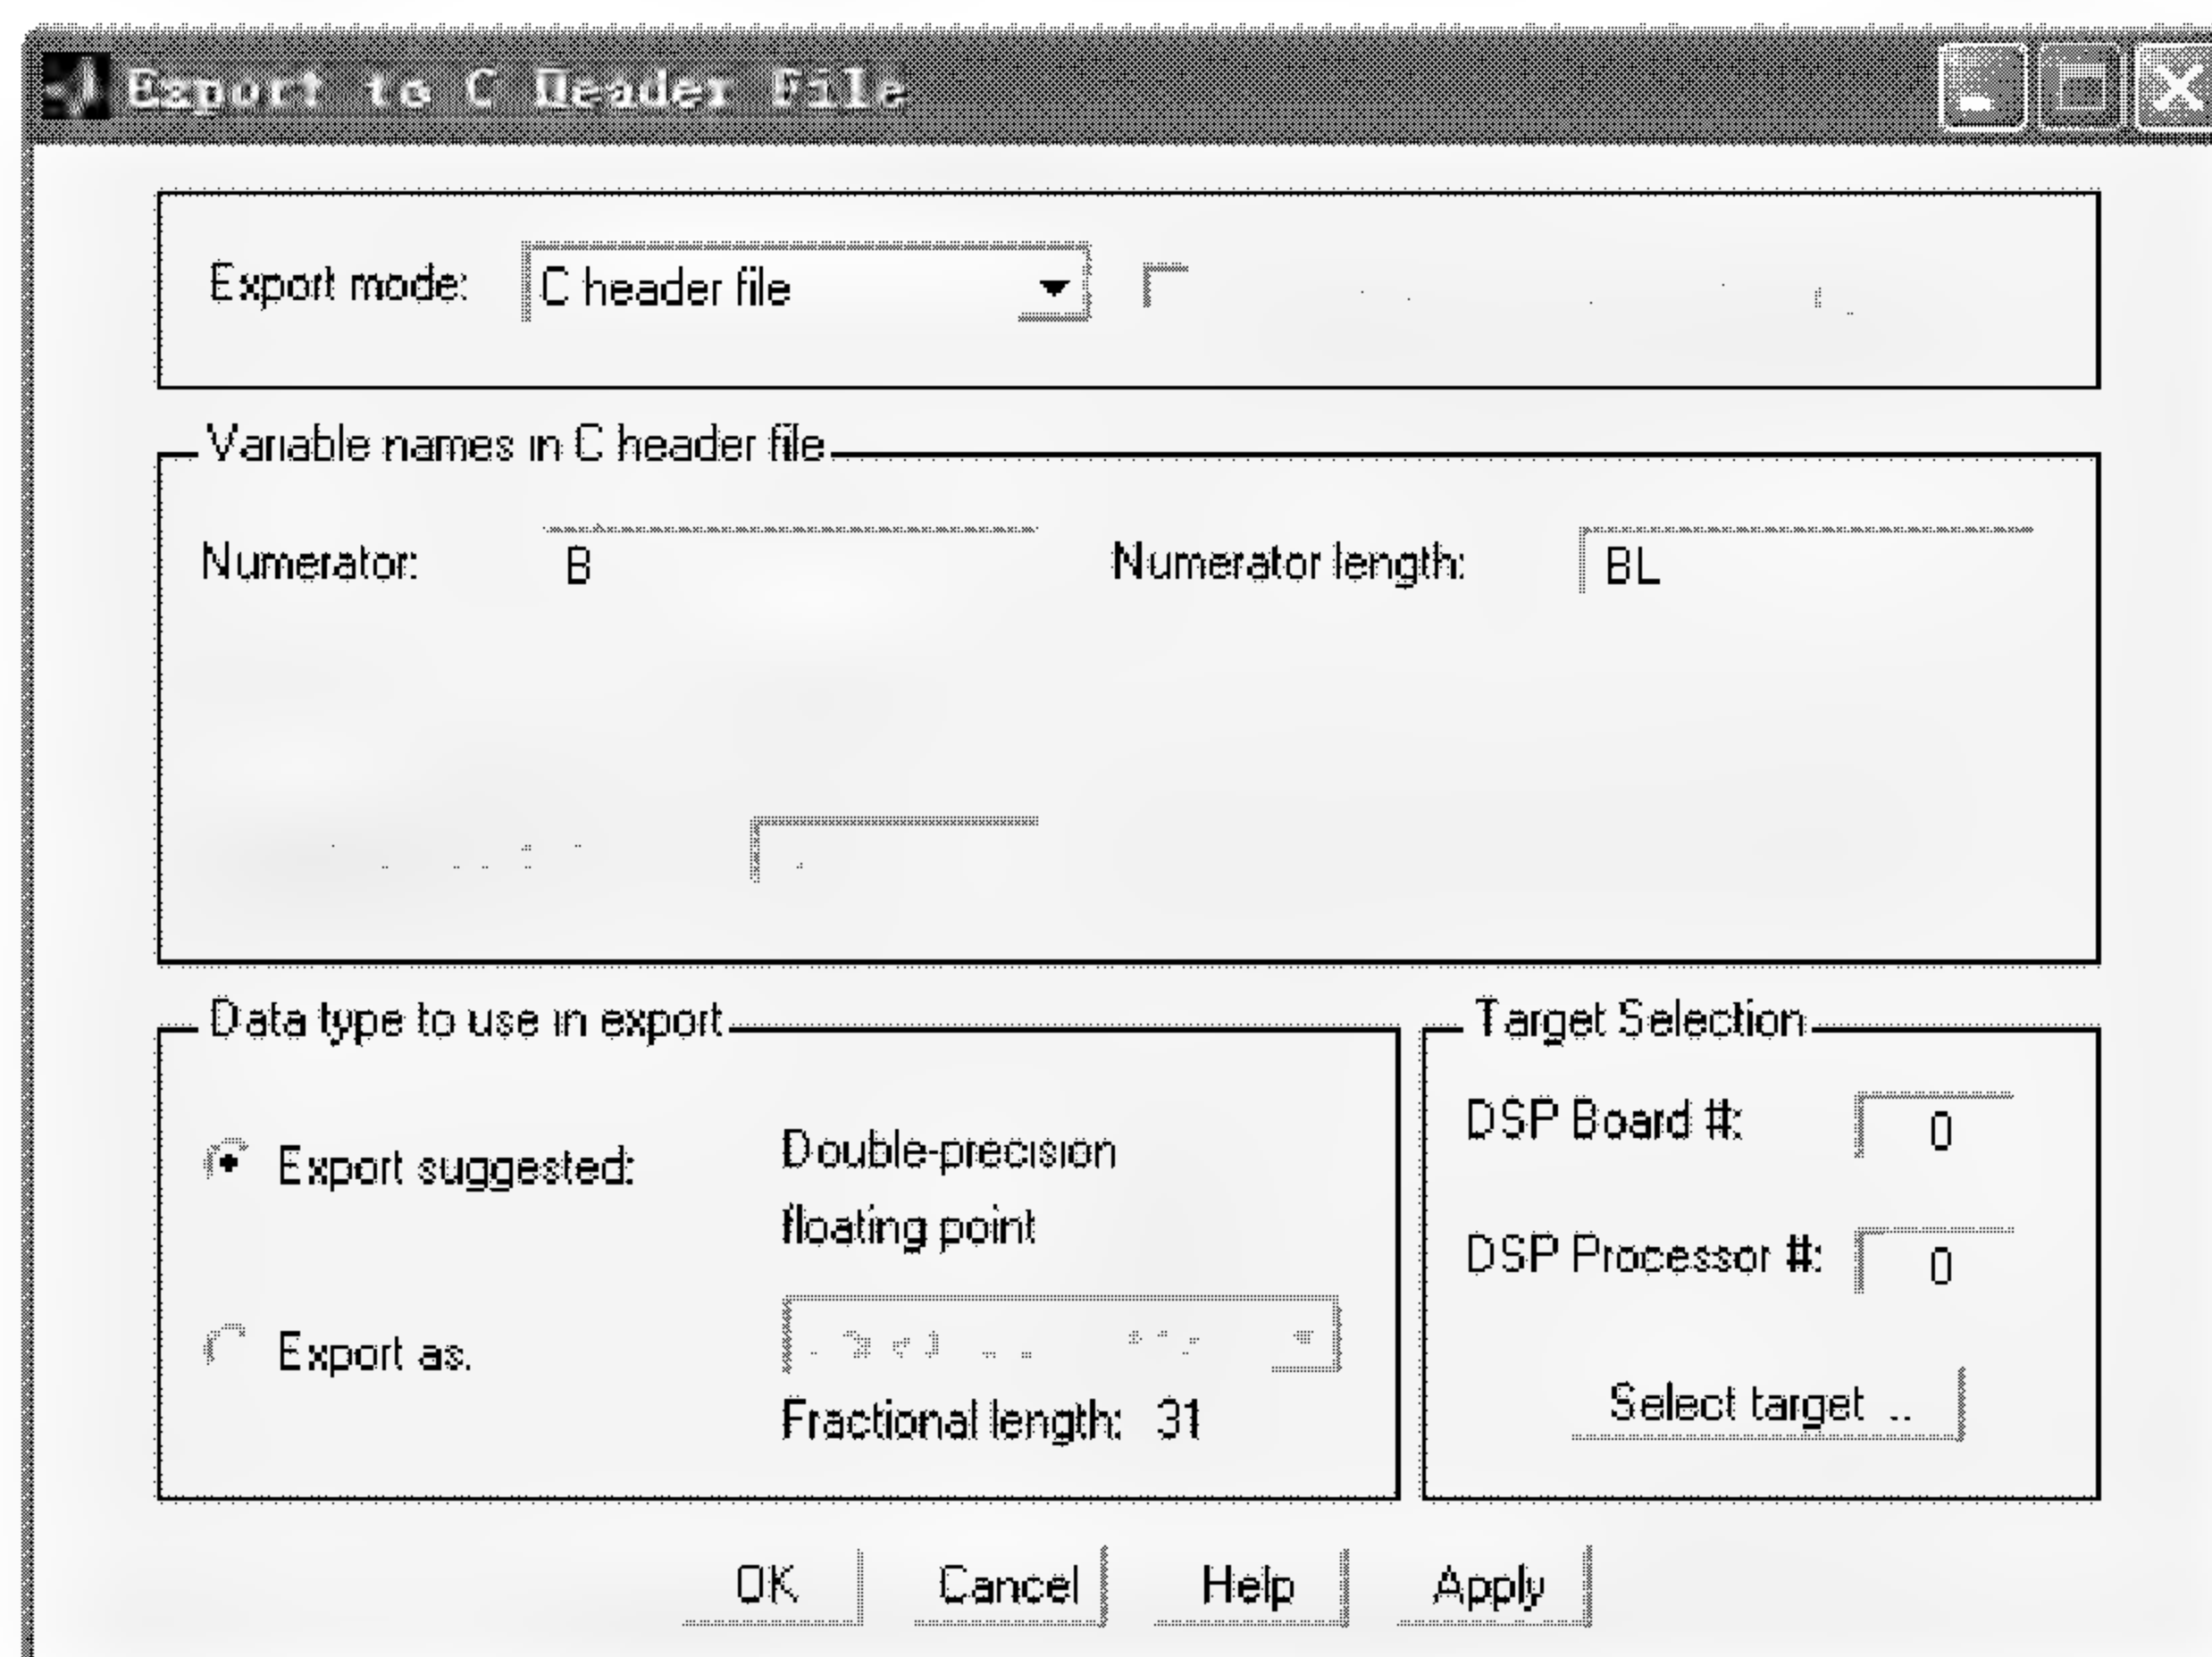 Export to C Header File
Export mode: C header file
Variable names in C header file
Numerator: B Numerator length: BL
Data type to use in export
Export suggested: Double-precision
floating point
Export as.
Fractional length: 31
Target Selection
DSP Board #: 0
DSP Processor #: 0
Select target ..
OK Cancel Help Apply